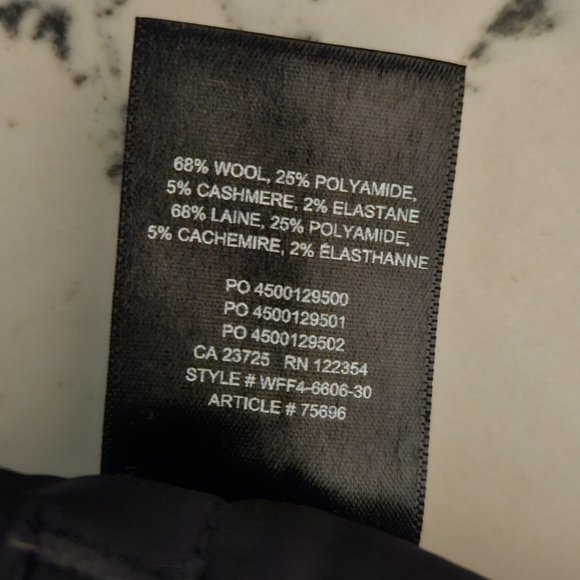 68% WOOL, 25% POLYAMIDE,
5% CASHMERE, 2% ELASTANE
68% LAINE, 25% POLYAMIDE,
5% CACHEMIRE, 2% ÉLASTHANNE
PO 4500129500
PO 4500129501
PO 4500129502
CA 23725 RN 122354
STYLE # WFF4-6606-30
ARTICLE # 75696